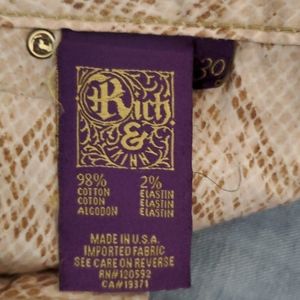 Rich
&
SKINNY
30
98% 2%
COTTON ELASTIN
COTON ELASTIN
ALGODON ELASTIN
MADE IN U.S.A.
IMPORTED FABRIC
SEE CARE ON REVERSE
RN#120592
CA#19371